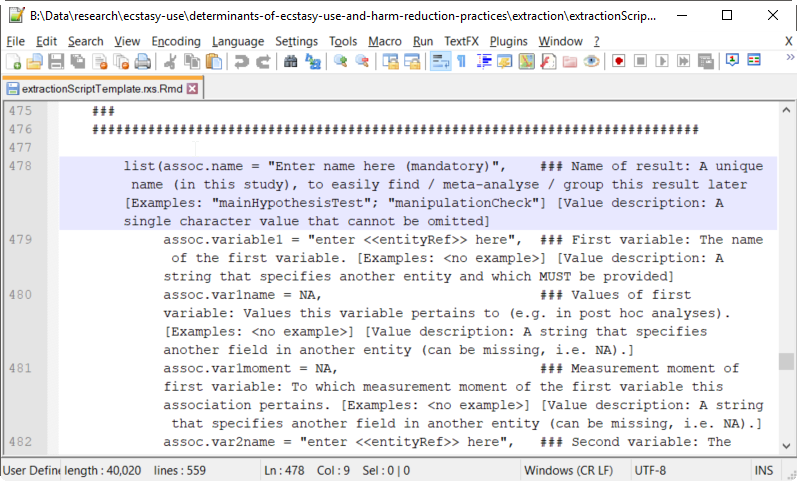 B:\Data\research\ecstasy-use\determinants-of-ecstasy-use-and-harm-reduction-practices\extraction\extractionScrip...
File Edit Search View Encoding Language Settings Tools Macro Run TextFX Plugins Window ? X
extractionScriptTemplate.rxs.Rmd
475 ###
476 ############################################################################
477
478 list(assoc.name = "Enter name here (mandatory)", ### Name of result: A unique
name (in this study), to easily find / meta-analyse / group this result later
[Examples: "mainHypothesisTest"; "manipulationCheck"] [Value description: A
single character value that cannot be omitted]
479 assoc.variable1 = "enter <<entityRef>> here", ### First variable: The name
of the first variable. [Examples: <no example>] [Value description: A
string that specifies another entity and which MUST be provided]
480 assoc.var1name = NA, ### Values of first
variable: Values this variable pertains to (e.g. in post hoc analyses).
[Examples: <no example>] [Value description: A string that specifies
another field in another entity (can be missing, i.e. NA).]
481 assoc.var1moment = NA, ### Measurement moment of
first variable: To which measurement moment of the first variable this
association pertains. [Examples: <no example>] [Value description: A string
that specifies another field in another entity (can be missing, i.e. NA).]
482 assoc.var2name = "enter <<entityRef>> here", ### Second variable: The
User Define length : 40,020 lines : 559 Ln : 478 Col : 9 Sel : 0 | 0 Windows (CR LF) UTF-8 INS